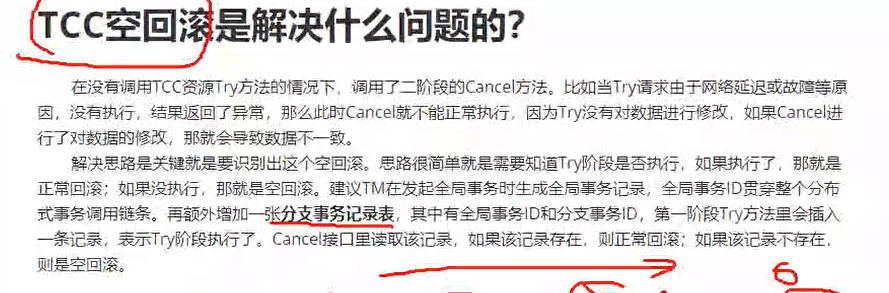 TCC空回滚是解决什么问题的?
在没有调用TCC资源Try方法的情况下，调用了二阶段的Cancel方法。比如当Try请求由于网络延迟或故障等原
因，没有执行，结果返回了异常，那么此时Cancel就不能正常执行，因为Try没有对数据进行修改，如果Cancel进
行了对数据的修改，那就会导致数据不一致。
解决思路是关键就是要识别出这个空回滚。思路很简单就是需要知道Try阶段是否执行，如果执行了，那就是
正常回滚；如果没执行，那就是空回滚。建议TM在发起全局事务时生成全局事务记录，全局事务ID贯穿整个分布
式事务调用链条。再额外增加一张分支事务记录表，其中有全局事务ID和分支事务ID，第一阶段Try方法里会插入
一条记录，表示Try阶段执行了。Cancel接口里读取该记录，如果该记录存在，则正常回滚；如果该记录不存在，
则是空回滚。